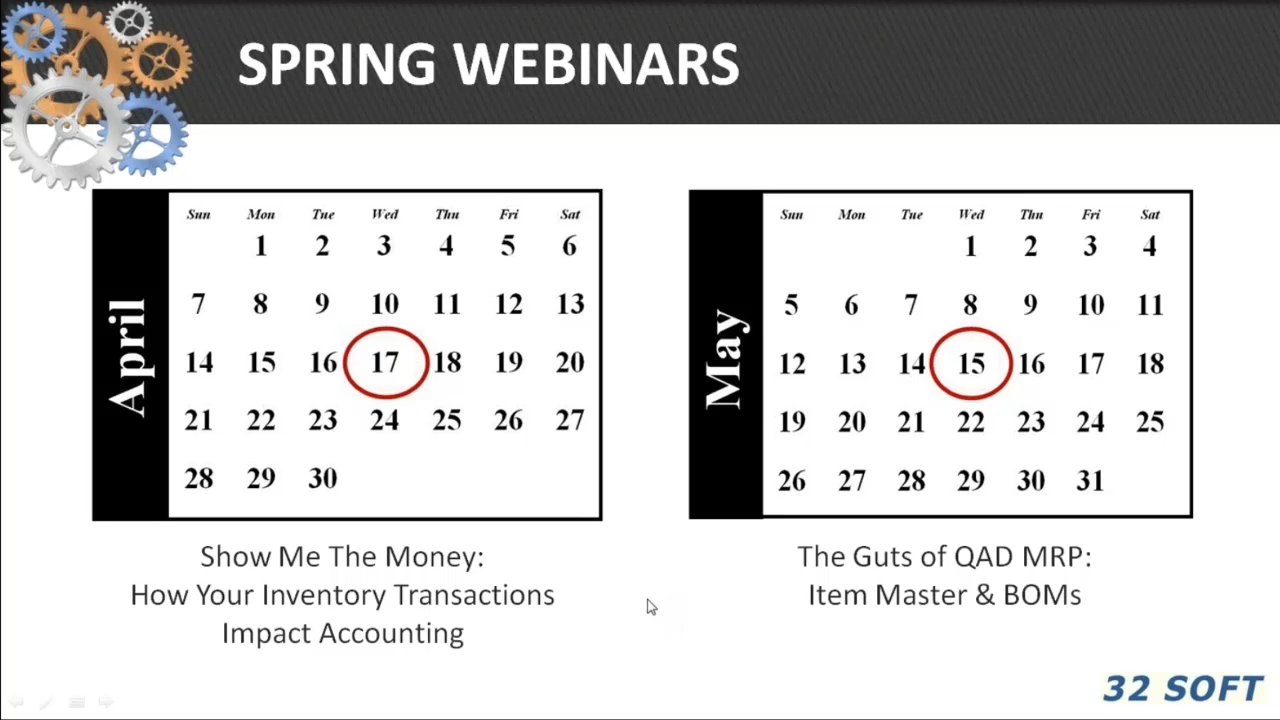 SPRING WEBINARS
April
Sun Mon Tue Wed Thu Fri Sat
1 2 3 4 5 6
7 8 9 10 11 12 13
14 15 16 17 18 19 20
21 22 23 24 25 26 27
28 29 30
Show Me The Money:
How Your Inventory Transactions
Impact Accounting
May
Sun Mon Tue Wed Thu Fri Sat
1 2 3 4
5 6 7 8 9 10 11
12 13 14 15 16 17 18
19 20 21 22 23 24 25
26 27 28 29 30 31
The Guts of QAD MRP:
Item Master & BOMs
32 SOFT